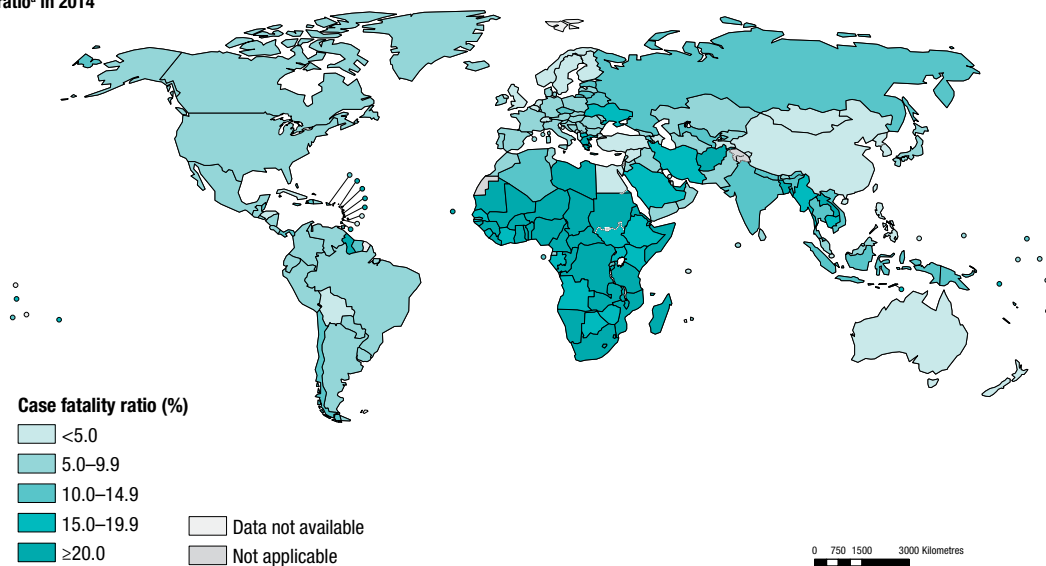 ratioª in 2014
Case fatality ratio (%)
<5.0
5.0–9.9
10.0–14.9
15.0–19.9
≥20.0
Data not available
Not applicable
0 750 1500 3000 Kilometres